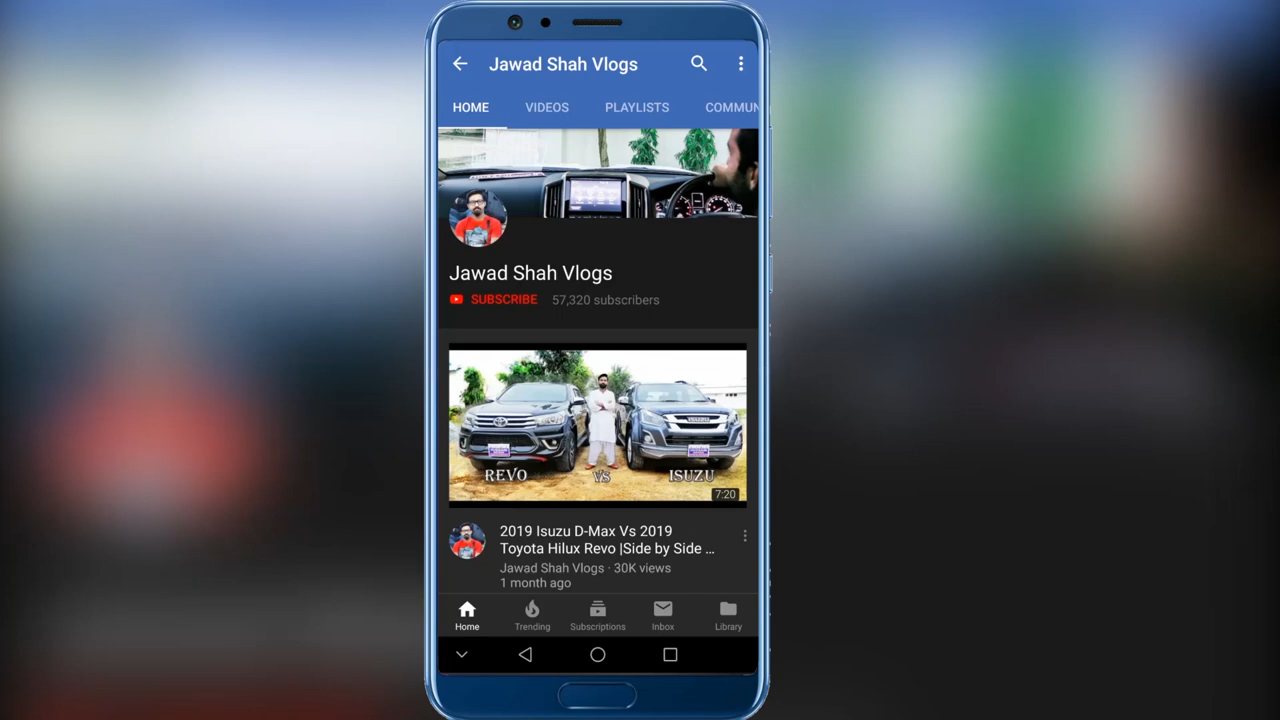 Jawad Shah Vlogs
HOME VIDEOS PLAYLISTS COMMUN
Jawad Shah Vlogs
SUBSCRIBE 57,320 subscribers
REVO VS ISUZU
7:20
2019 Isuzu D-Max Vs 2019
Toyota Hilux Revo |Side by Side ...
Jawad Shah Vlogs · 30K views
1 month ago
Home Trending Subscriptions Inbox Library